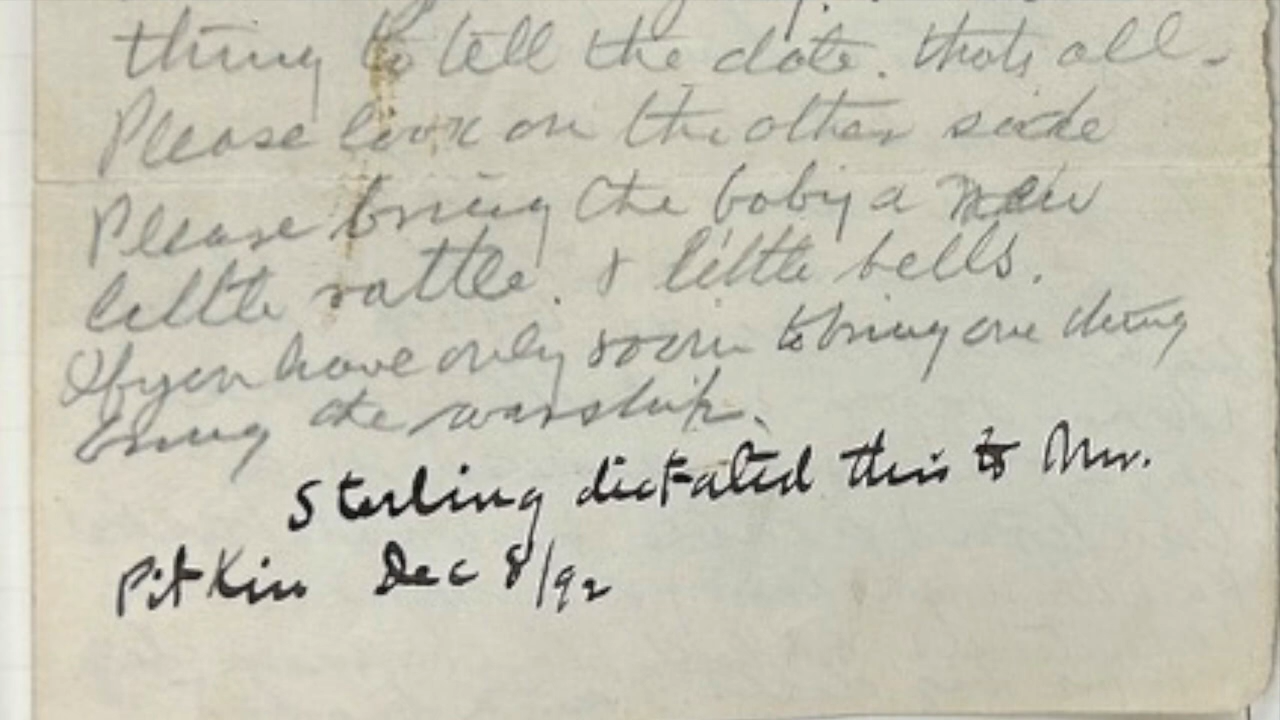 thing to tell the date. thats all-
Please look on the other side
Please bring the baby a new
little rattle. & little bells.
If you have only room to bring one thing
bring the warship.
Sterling dictated this to Mr.
Pitkin Dec 8/92